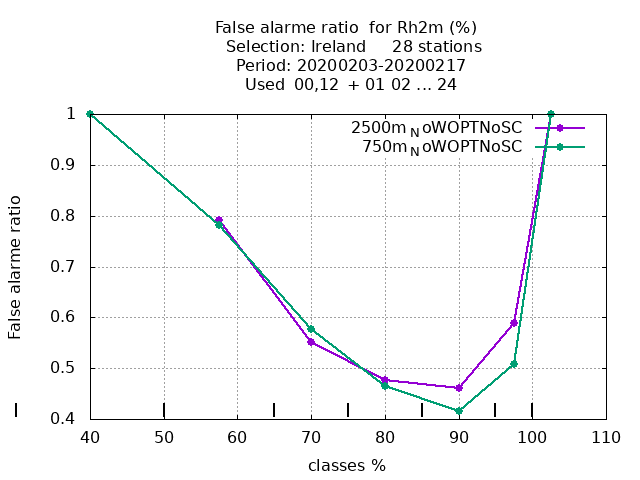 False alarme ratio  for Rh2m (%)
Selection: Ireland     28 stations
Period: 20200203-20200217
Used  00,12  + 01 02 ... 24
2500m_NoWOPTNoSC
750m_NoWOPTNoSC
False alarme ratio
1
0.9
0.8
0.7
0.6
0.5
0.4
40 50 60 70 80 90 100 110
classes %